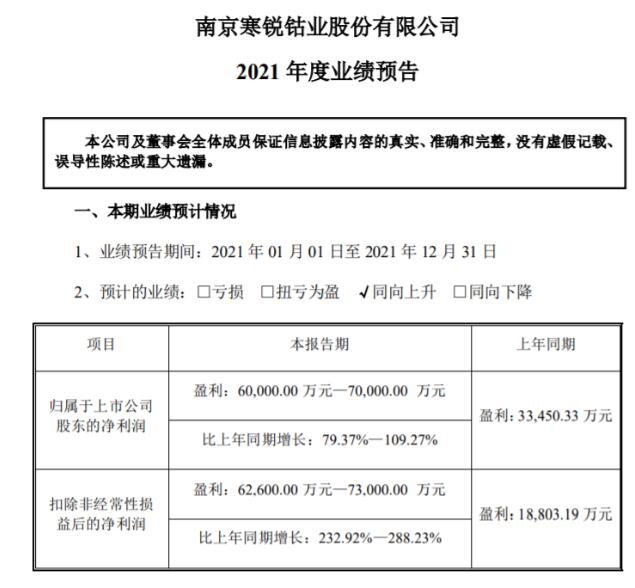 南京寒锐钴业股份有限公司
2021 年度业绩预告
本公司及董事会全体成员保证信息披露内容的真实、准确和完整，没有虚假记载、
误导性陈述或重大遗漏。
一、本期业绩预计情况
1、业绩预告期间：2021 年 01 月 01 日至 2021 年 12 月 31 日
2、预计的业绩：□亏损 □扭亏为盈 √同向上升 □同向下降
项目 本报告期 上年同期
归属于上市公司
股东的净利润
盈利：60,000.00 万元—70,000.00 万元
比上年同期增长：79.37%—109.27%
盈利：33,450.33 万元
扣除非经常性损
益后的净利润
盈利：62,600.00 万元—73,000.00 万元
比上年同期增长：232.92%—288.23%
盈利：18,803.19 万元